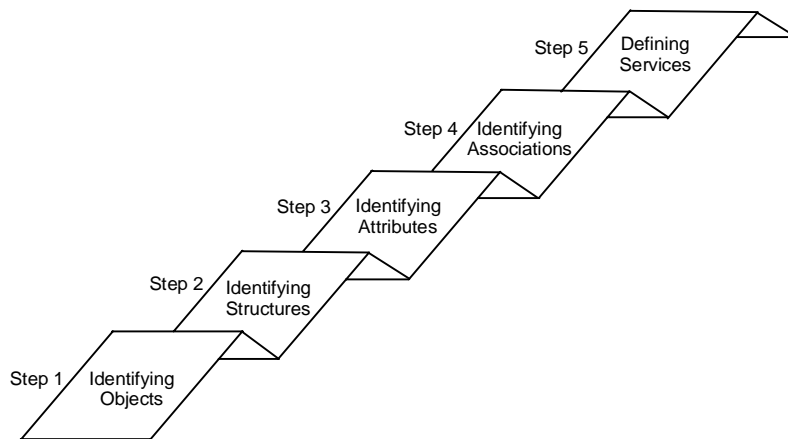 Step 1
Identifying
Objects
Step 2
Identifying
Structures
Step 3
Identifying
Attributes
Step 4
Identifying
Associations
Step 5
Defining
Services